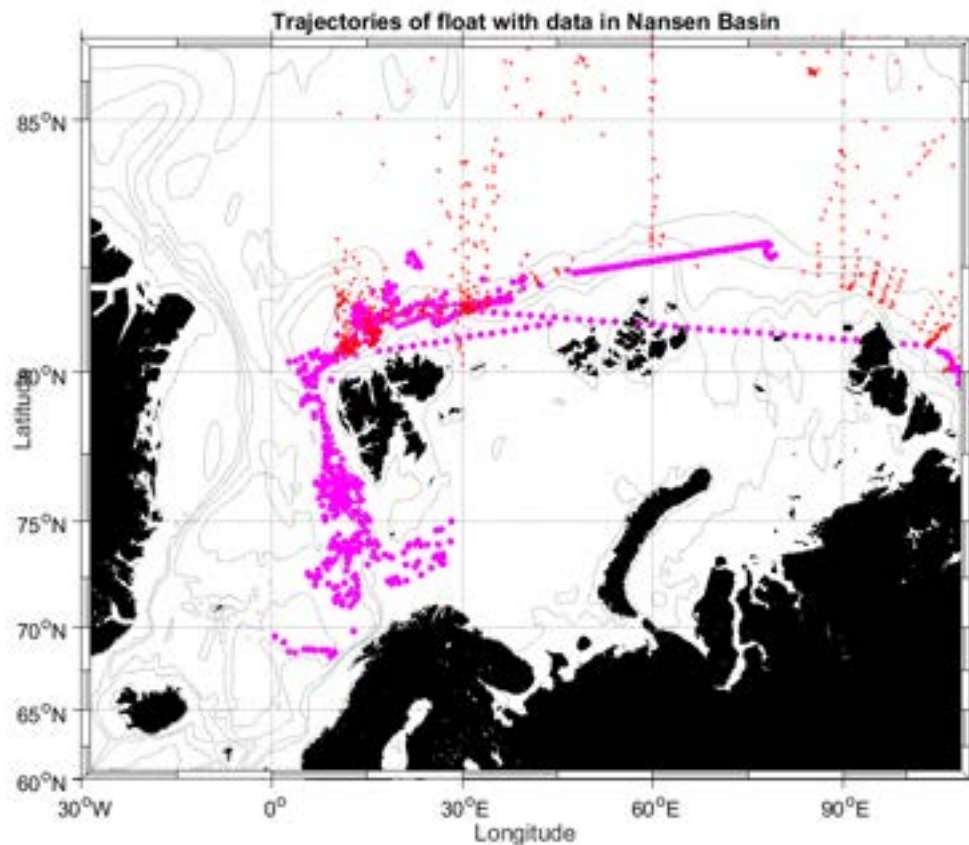 Trajectories of float with data in Nansen Basin
85°N
80°N
75°N
70°N
65°N
60°N
Latitude
30°W
0°
30°E
60°E
90°E
Longitude